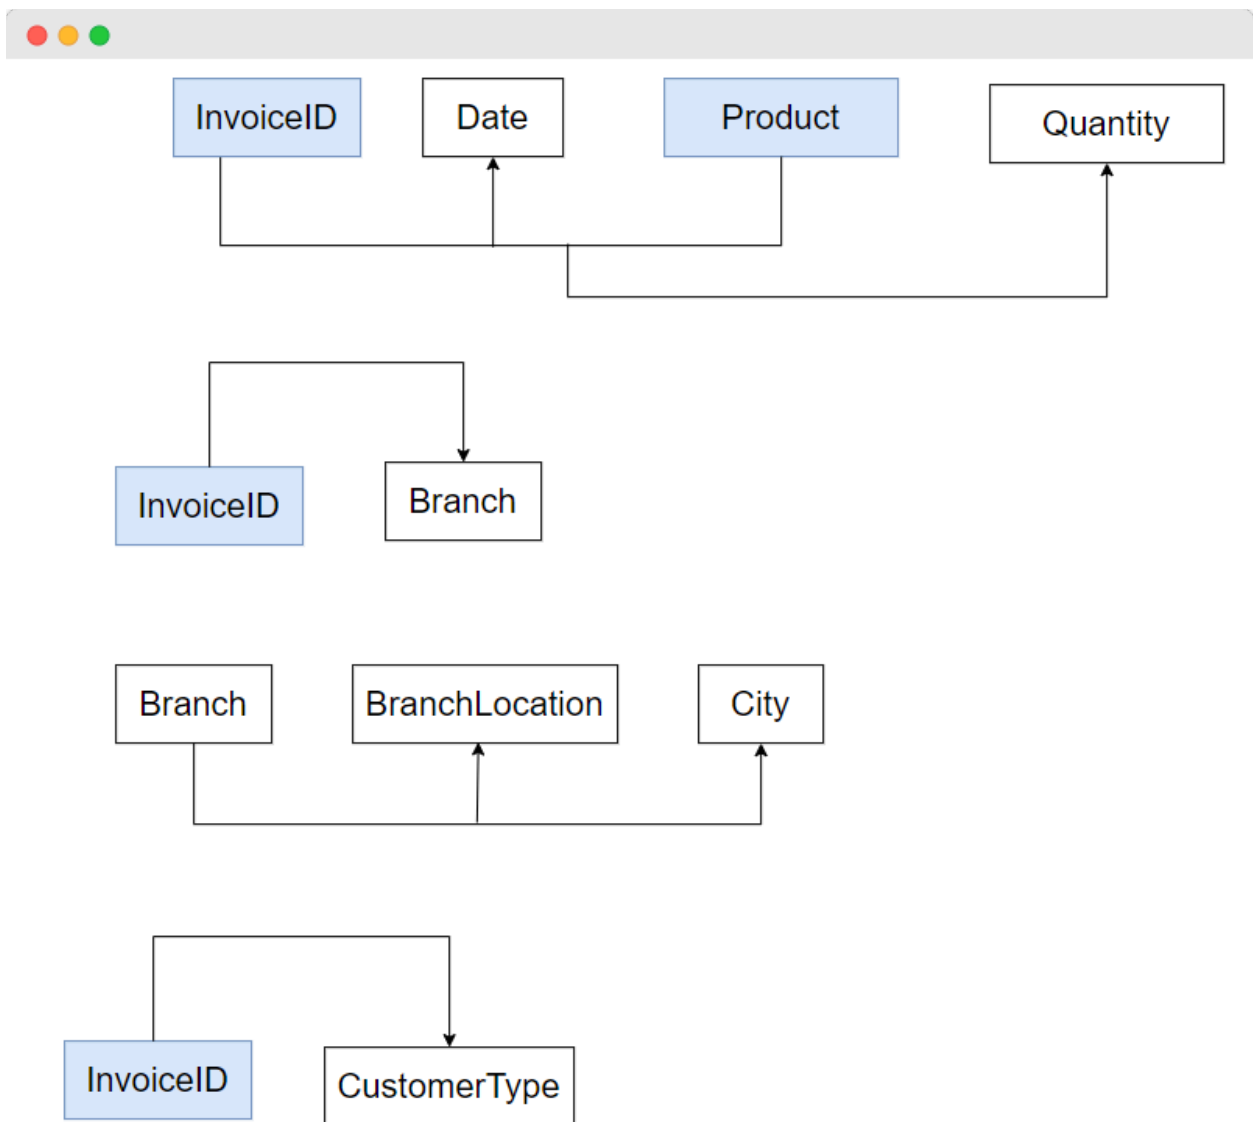 InvoiceID
Date
Product
Quantity
InvoiceID
Branch
Branch
BranchLocation
City
InvoiceID
CustomerType